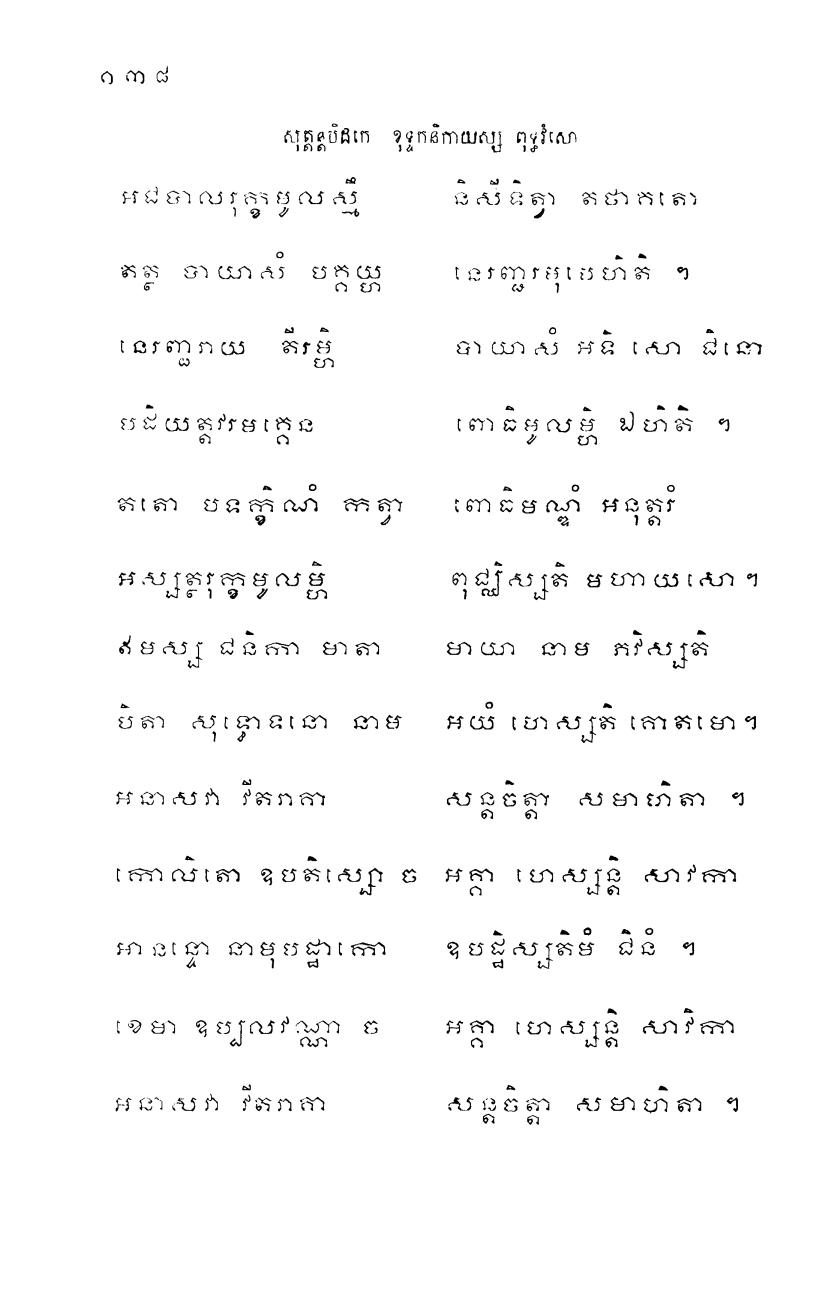 ១៣៨
សុត្តន្តបិដកេ ខុទ្ទកនិកាយស្ស ពុទ្ធវំសោ
អជបាលរុក្ខមូលស្មឹ និសីទិត្វា តថាគតោ
តត្ថ បាយាសំ បគ្គយ្ហ នេរញ្ជរមុបេហិតិ ។
នេរញ្ជរាយ តីរម្ហិ បាយាសំ អទិ សោ ជិនោ
បដិយត្តវរមគ្គេន ពោធិមូលម្ហិ ឯហិតិ ។
តតោ បទក្ខិណំ កត្វា ពោធិមណ្ឌំ អនុត្តរំ
អស្សត្ថរុក្ខមូលម្ហិ ពុជ្ឈិស្សតិ មហាយសោ ។
ឥមស្ស ជនិកា មាតា មាយា នាម ភវិស្សតិ
បិតា សុទ្ធោទនោ នាម អយំ ហេស្សតិ គោតមោ ។
អនាសវា វីតរាគា សន្តចិត្តា សមាហិតា ។
កោលិតោ ឧបតិស្សោ ច អគ្គា ហេស្សន្តិ សាវកា
អានន្ទោ នាមុបដ្ឋាកោ ឧបដ្ឋិស្សតិមំ ជិនំ ។
ខេមា ឧប្បលវណ្ណា ច អគ្គា ហេស្សន្តិ សាវិកា
អនាសវា វីតរាគា សន្តចិត្តា សមាហិតា ។